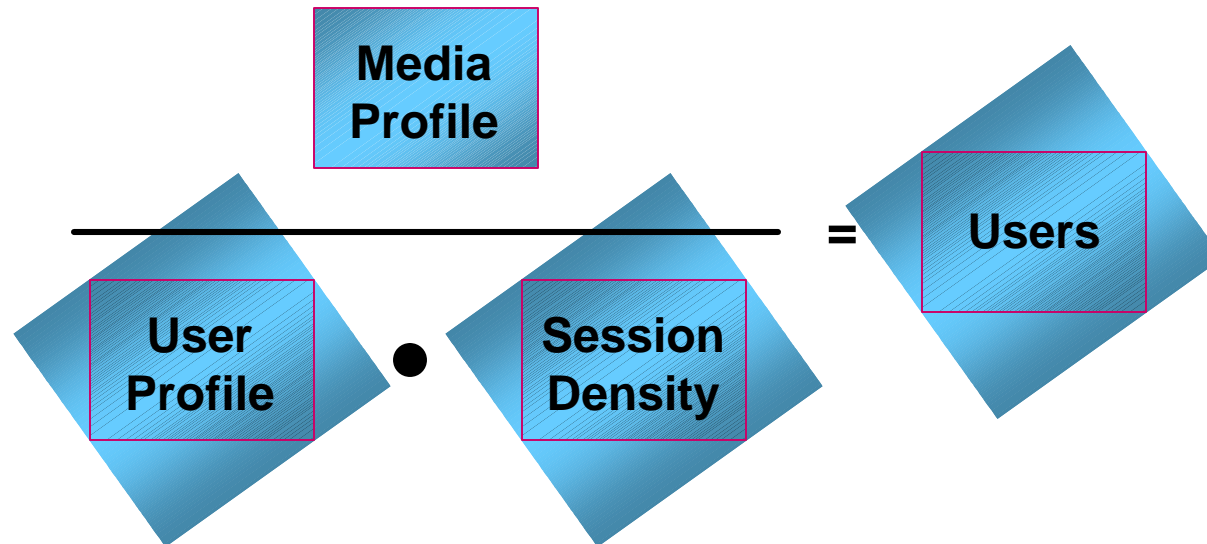 Media
Profile
User
Profile
●
Session
Density
=
Users